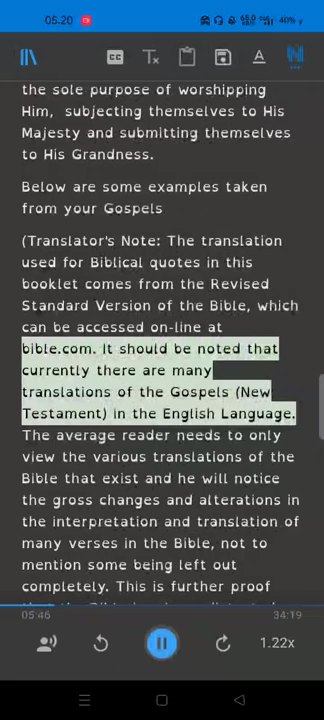 05.20
40%
CC
the sole purpose of worshipping
Him, subjecting themselves to His
Majesty and submitting themselves
to His Grandness.
Below are some examples taken
from your Gospels
(Translator's Note: The translation
used for Biblical quotes in this
booklet comes from the Revised
Standard Version of the Bible, which
can be accessed on-line at
bible.com. It should be noted that
currently there are many
translations of the Gospels (New
Testament) in the English Language.
The average reader needs to only
view the various translations of the
Bible that exist and he will notice
the gross changes and alterations in
the interpretation and translation of
many verses in the Bible, not to
mention some being left out
completely. This is further proof
05:46
34:19
1.22x